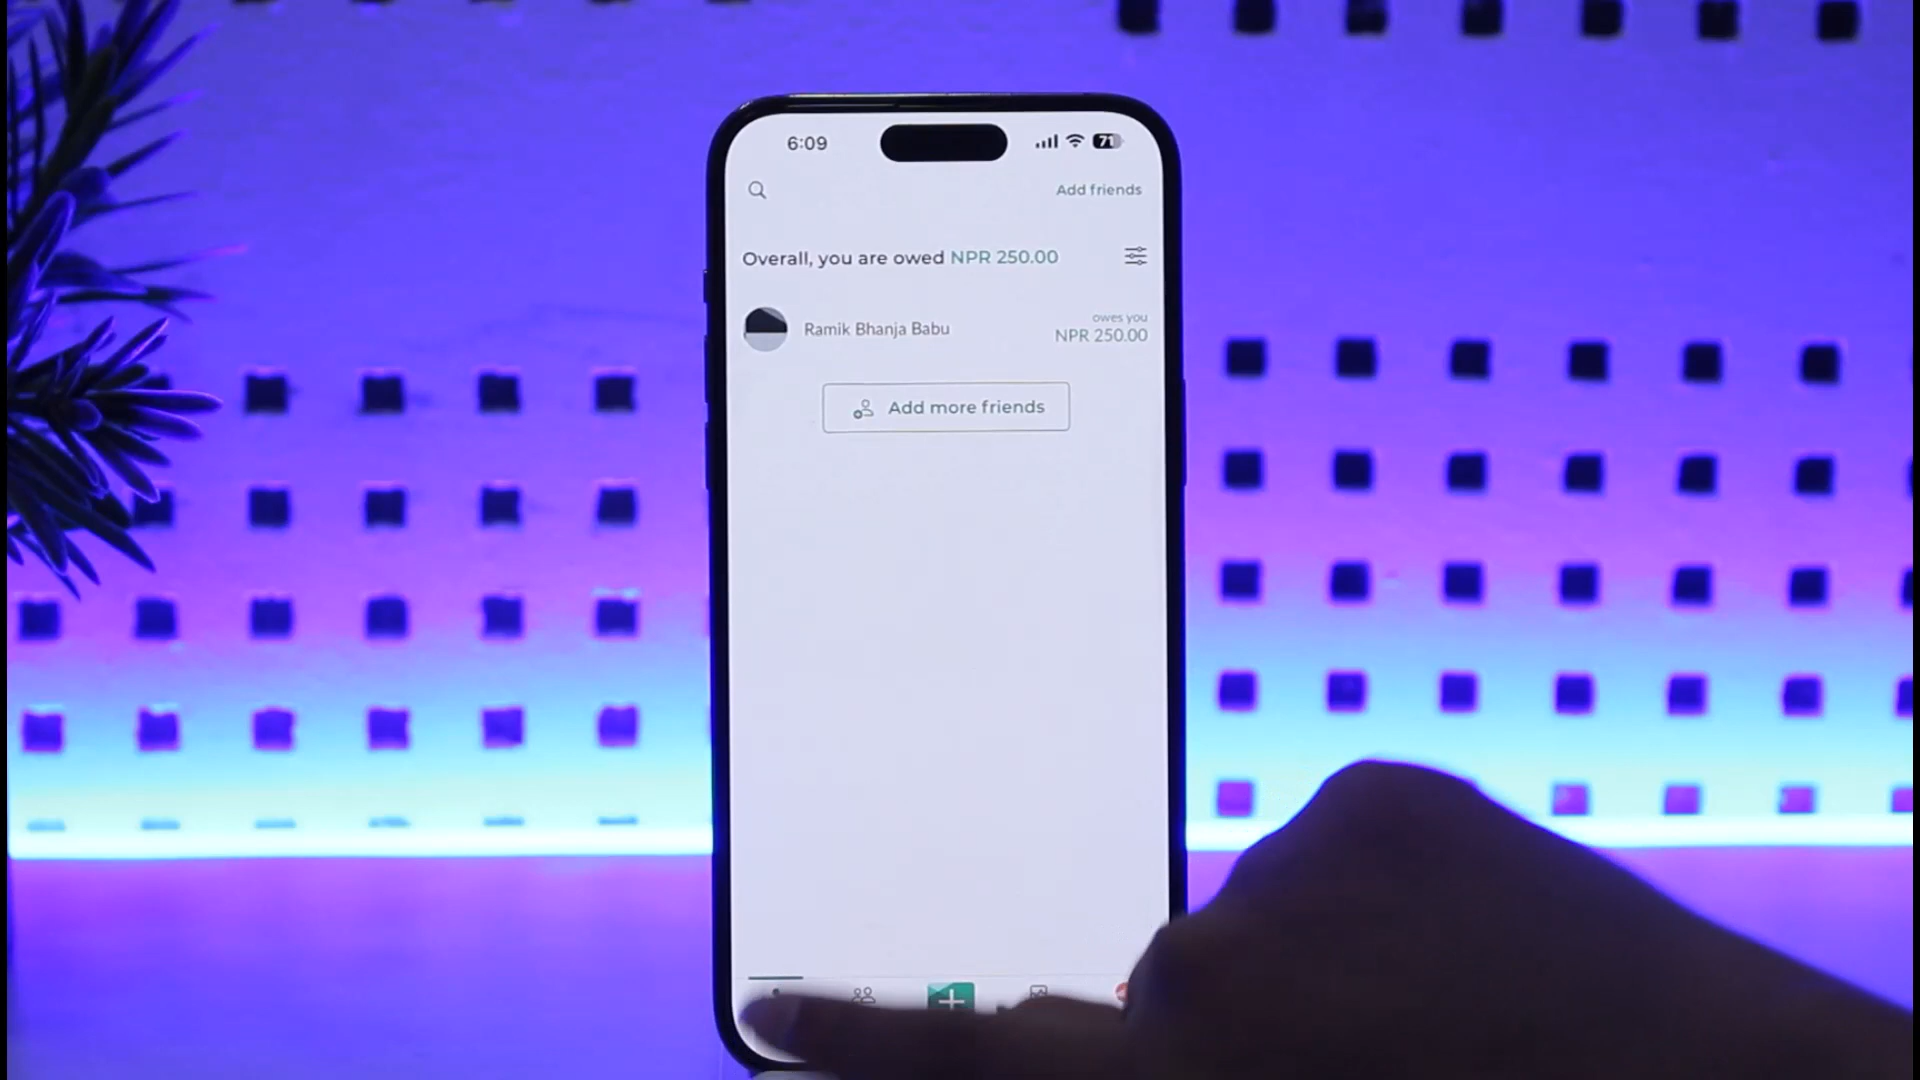 6:09
71
Add friends
Overall, you are owed NPR 250.00
Ramik Bhanja Babu
owes you
NPR 250.00
Add more friends